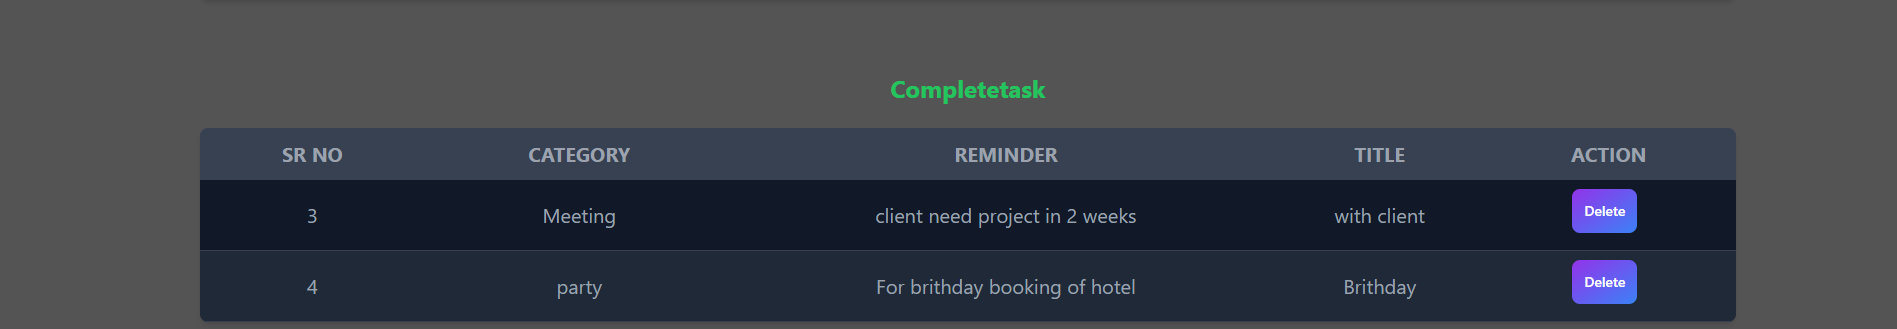 Completetask
SR NO CATEGORY REMINDER TITLE ACTION
3 Meeting client need project in 2 weeks with client Delete
4 party For brithday booking of hotel Brithday Delete